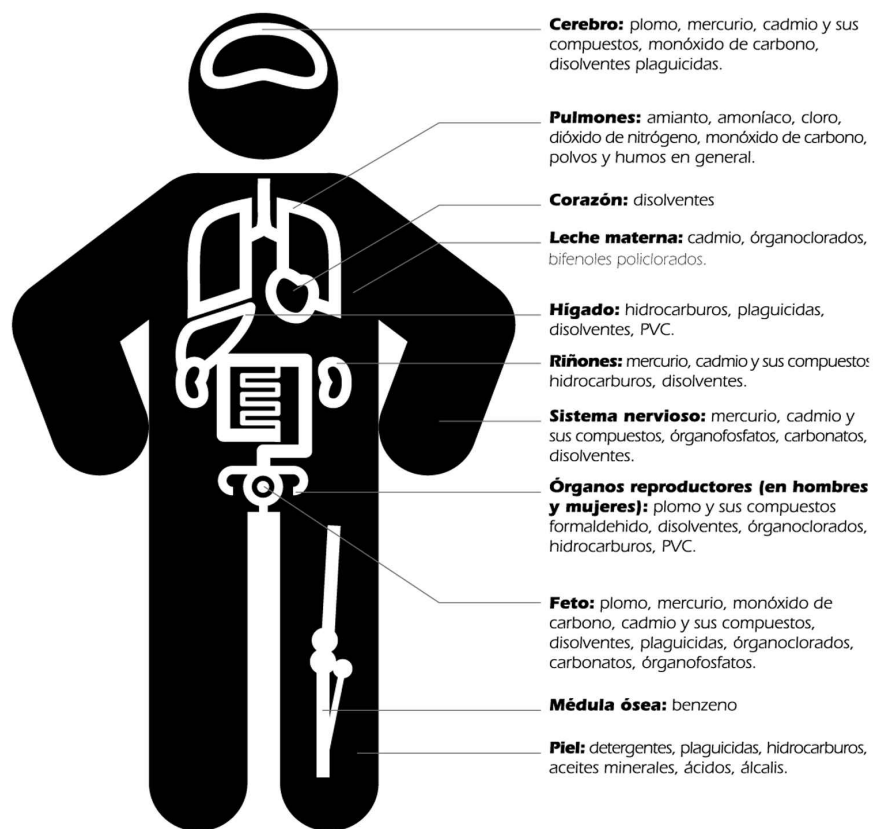 Cerebro: plomo, mercurio, cadmio y sus
compuestos, monóxido de carbono,
disolventes plaguicidas.
Pulmones: amianto, amoníaco, cloro,
dióxido de nitrógeno, monóxido de carbono,
polvos y humos en general.
Corazón: disolventes
Leche materna: cadmio, órganoclorados,
bifenoles policlorados.
Hígado: hidrocarburos, plaguicidas,
disolventes, PVC.
Riñones: mercurio, cadmio y sus compuestos
hidrocarburos, disolventes.
Sistema nervioso: mercurio, cadmio y
sus compuestos, órganofosfatos, carbonatos,
disolventes.
Órganos reproductores (en hombres
y mujeres): plomo y sus compuestos
formaldehido, disolventes, órganoclorados,
hidrocarburos, PVC.
Feto: plomo, mercurio, monóxido de
carbono, cadmio y sus compuestos,
disolventes, plaguicidas, órganoclorados,
carbonatos, órganofosfatos.
Médula ósea: benzeno
Piel: detergentes, plaguicidas, hidrocarburos,
aceites minerales, ácidos, álcalis.